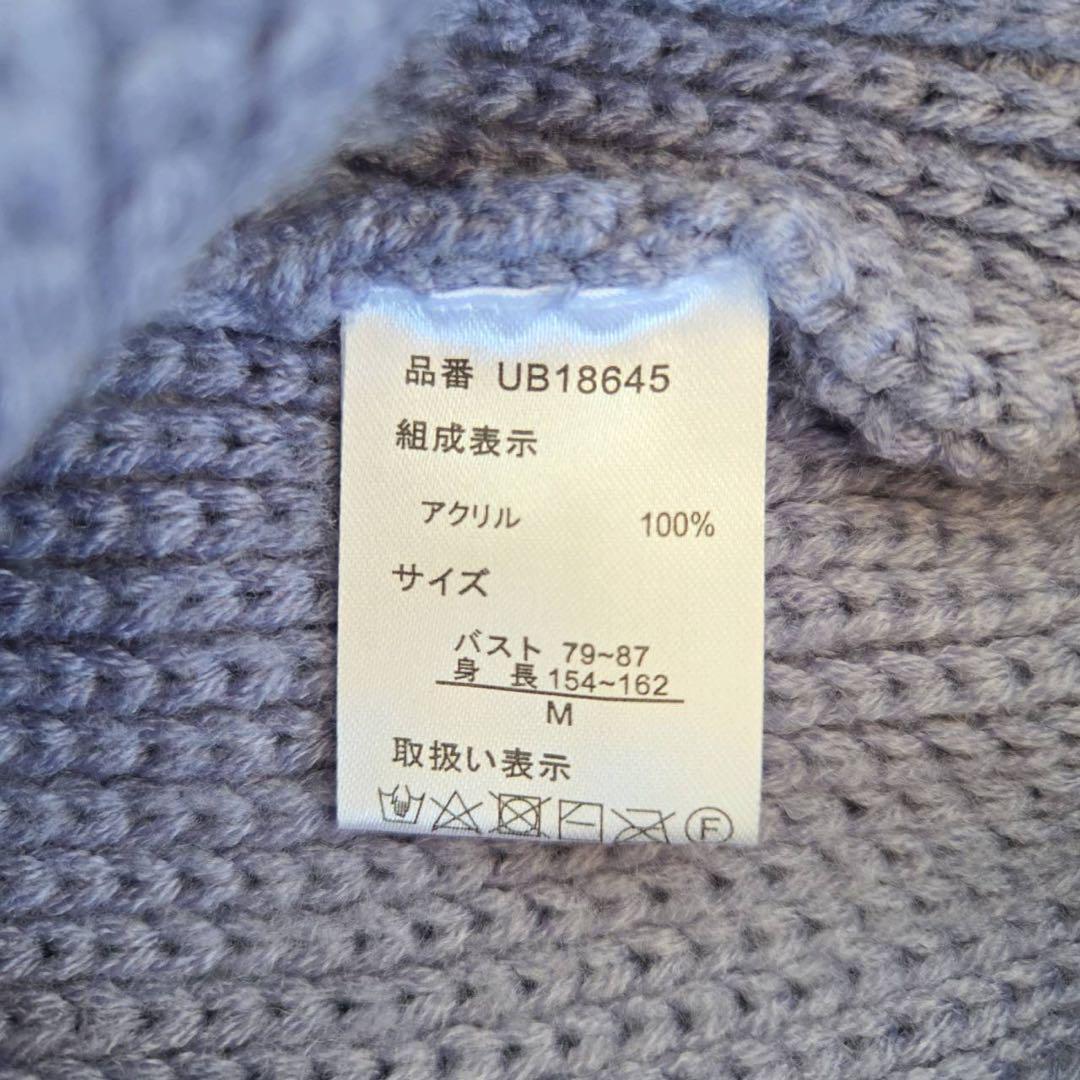 品番 UB18645
組成表示
アクリル 100%
サイズ
バスト 79~87
身 長 154~162
M
取扱い表示
F